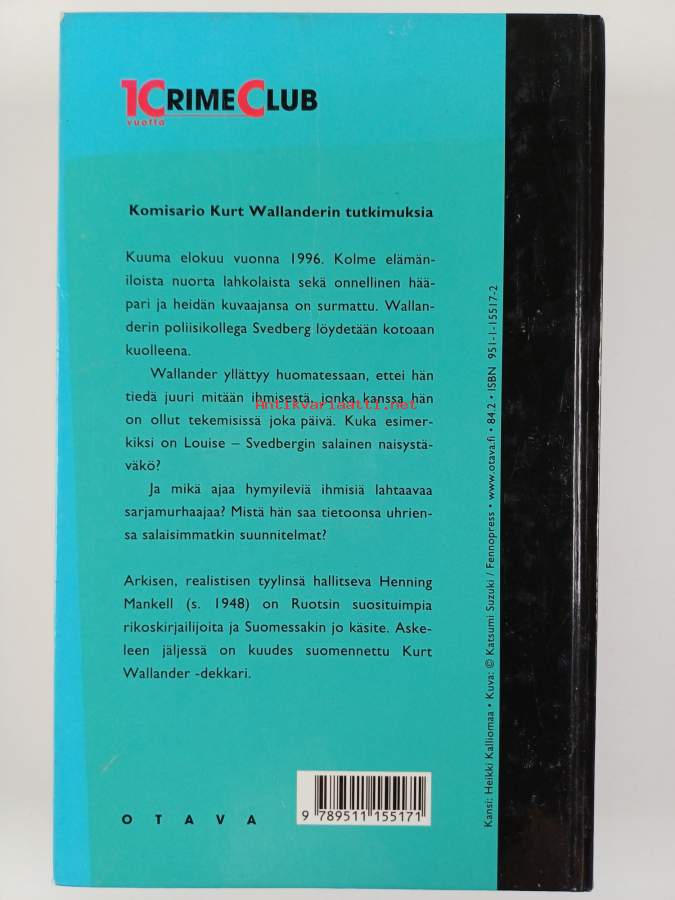 1CRIMECLUB
vuotta
Komisario Kurt Wallanderin tutkimuksia
Kuuma elokuu vuonna 1996. Kolme elämän-
iloista nuorta lahkolaista sekä onnellinen hää-
pari ja heidän kuvaajansa on surmattu. Wallan-
derin poliisikollega Svedberg löydetään kotoaan
kuolleena.
Wallander yllättyy huomatessaan, ettei hän
tiedä juuri mitään ihmisestä, jonka kanssa hän
antikvariaatti.net
on ollut tekemisissä joka päivä. Kuka esimer-
kiksi on Louise – Svedbergin salainen naisystä-
väkö?
Ja mikä ajaa hymyileviä ihmisiä lahtaavaa
sarjamurhaajaa? Mistä hän saa tietoonsa uhrien-
sa salaisimmatkin suunnitelmat?
Arkisen, realistisen tyylinsä hallitseva Henning
Mankell (s. 1948) on Ruotsin suosituimpia
rikoskirjailijoita ja Suomessakin jo käsite. Aske-
leen jäljessä on kuudes suomennettu Kurt
Wallander -dekkari.
OTAVA
9 789511 155171
Kansi: Heikki Kalliomaa • Kuva: © Katsumi Suzuki / Fennopress • www.otava.fi • 84.2 • ISBN 951-1-15517-2